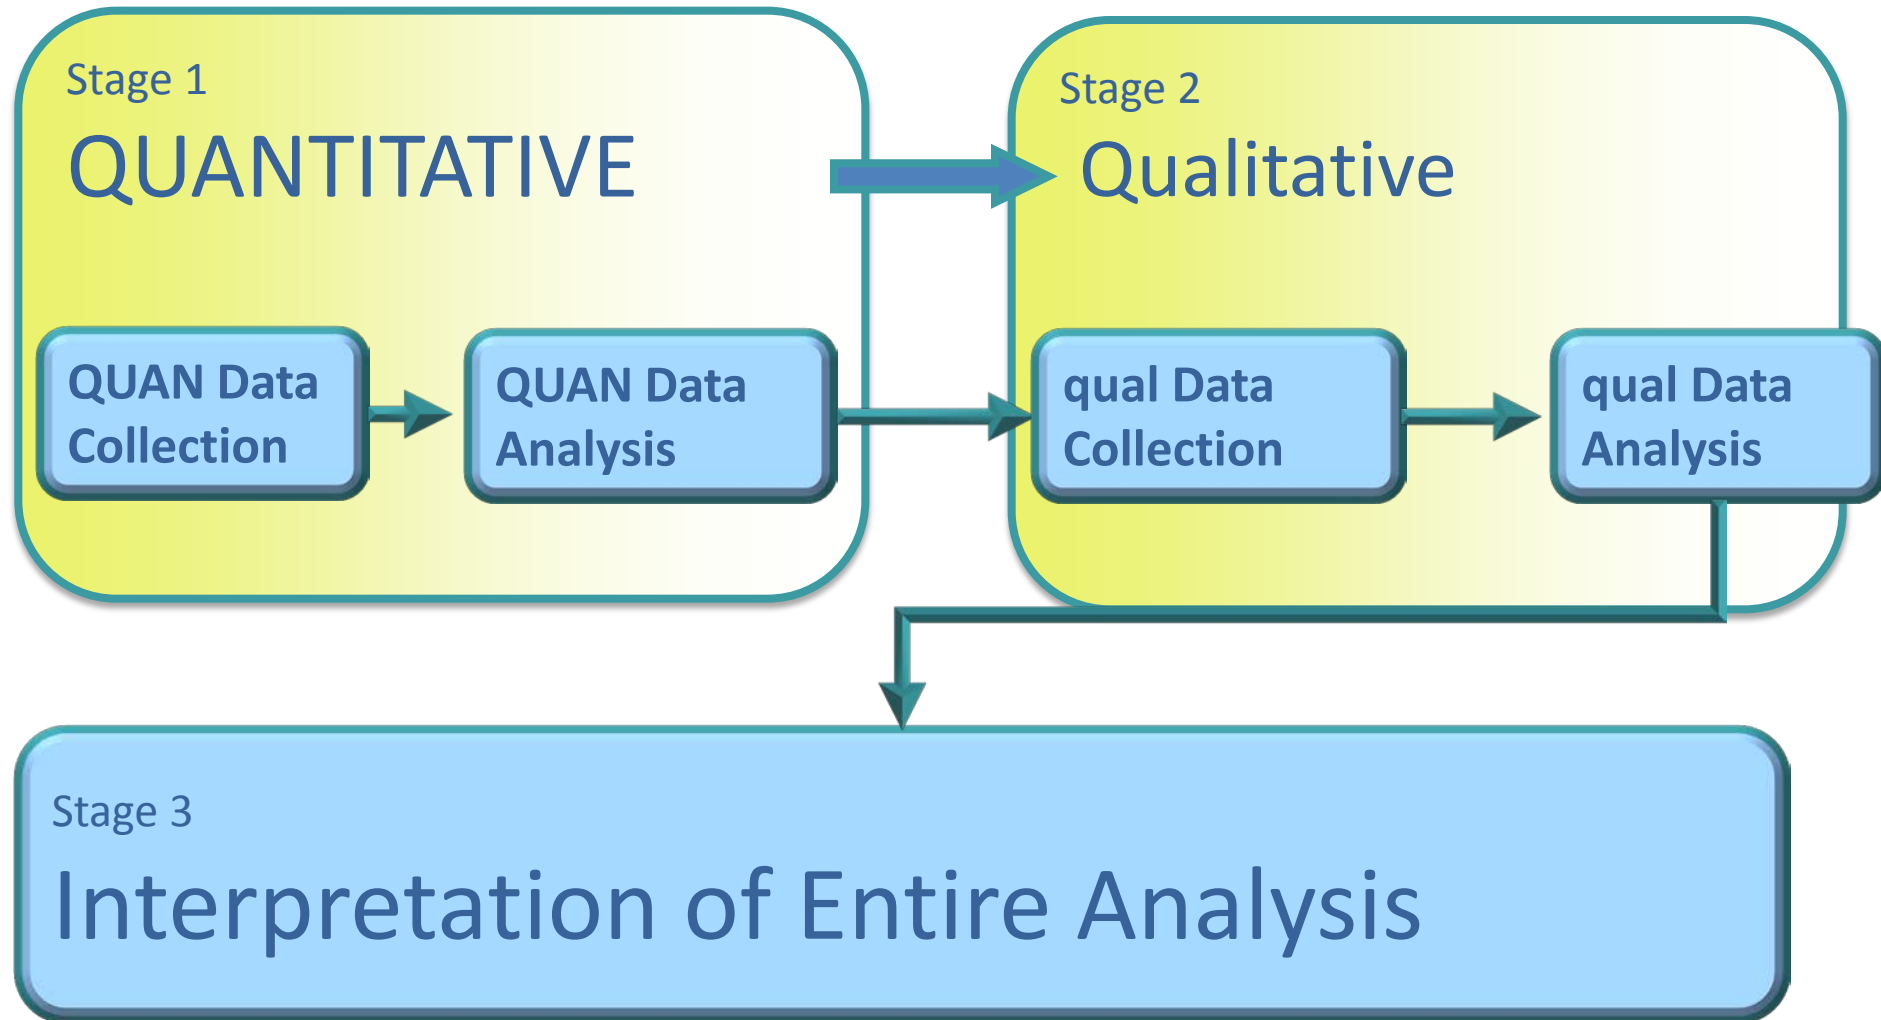 Stage 1
QUANTITATIVE
QUAN Data
Collection
QUAN Data
Analysis
Stage 2
Qualitative
qual Data
Collection
qual Data
Analysis
Stage 3
Interpretation of Entire Analysis